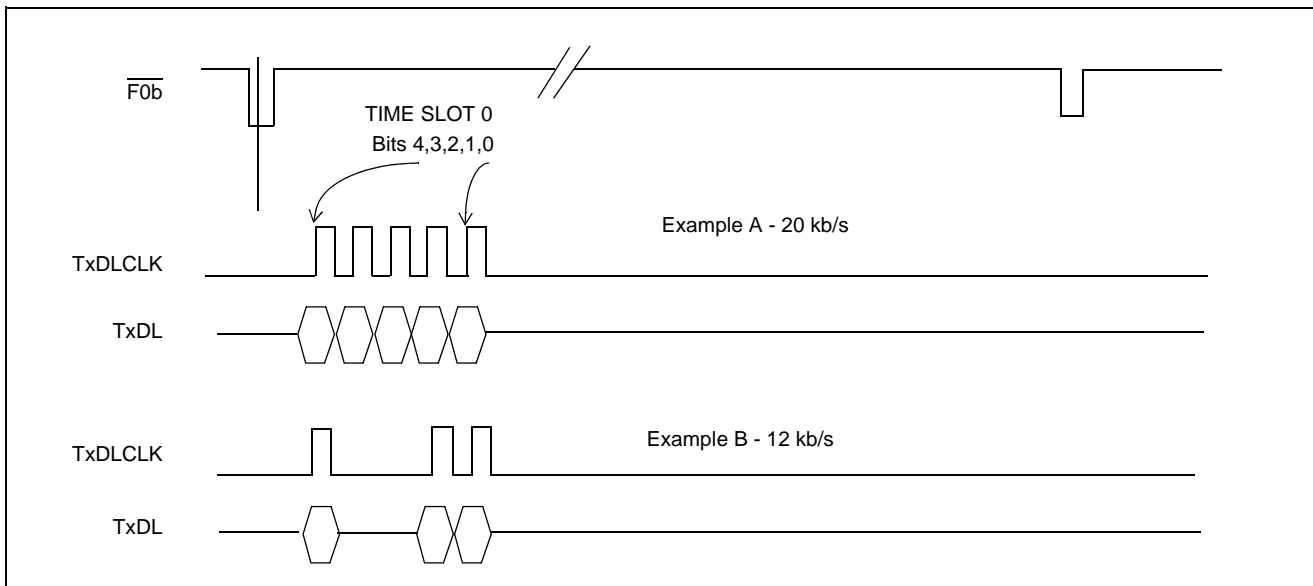 F0b
TIME SLOT 0
Bits 4,3,2,1,0
Example A - 20 kb/s
TxDLCLK
TxDL
Example B - 12 kb/s
TxDLCLK
TxDL